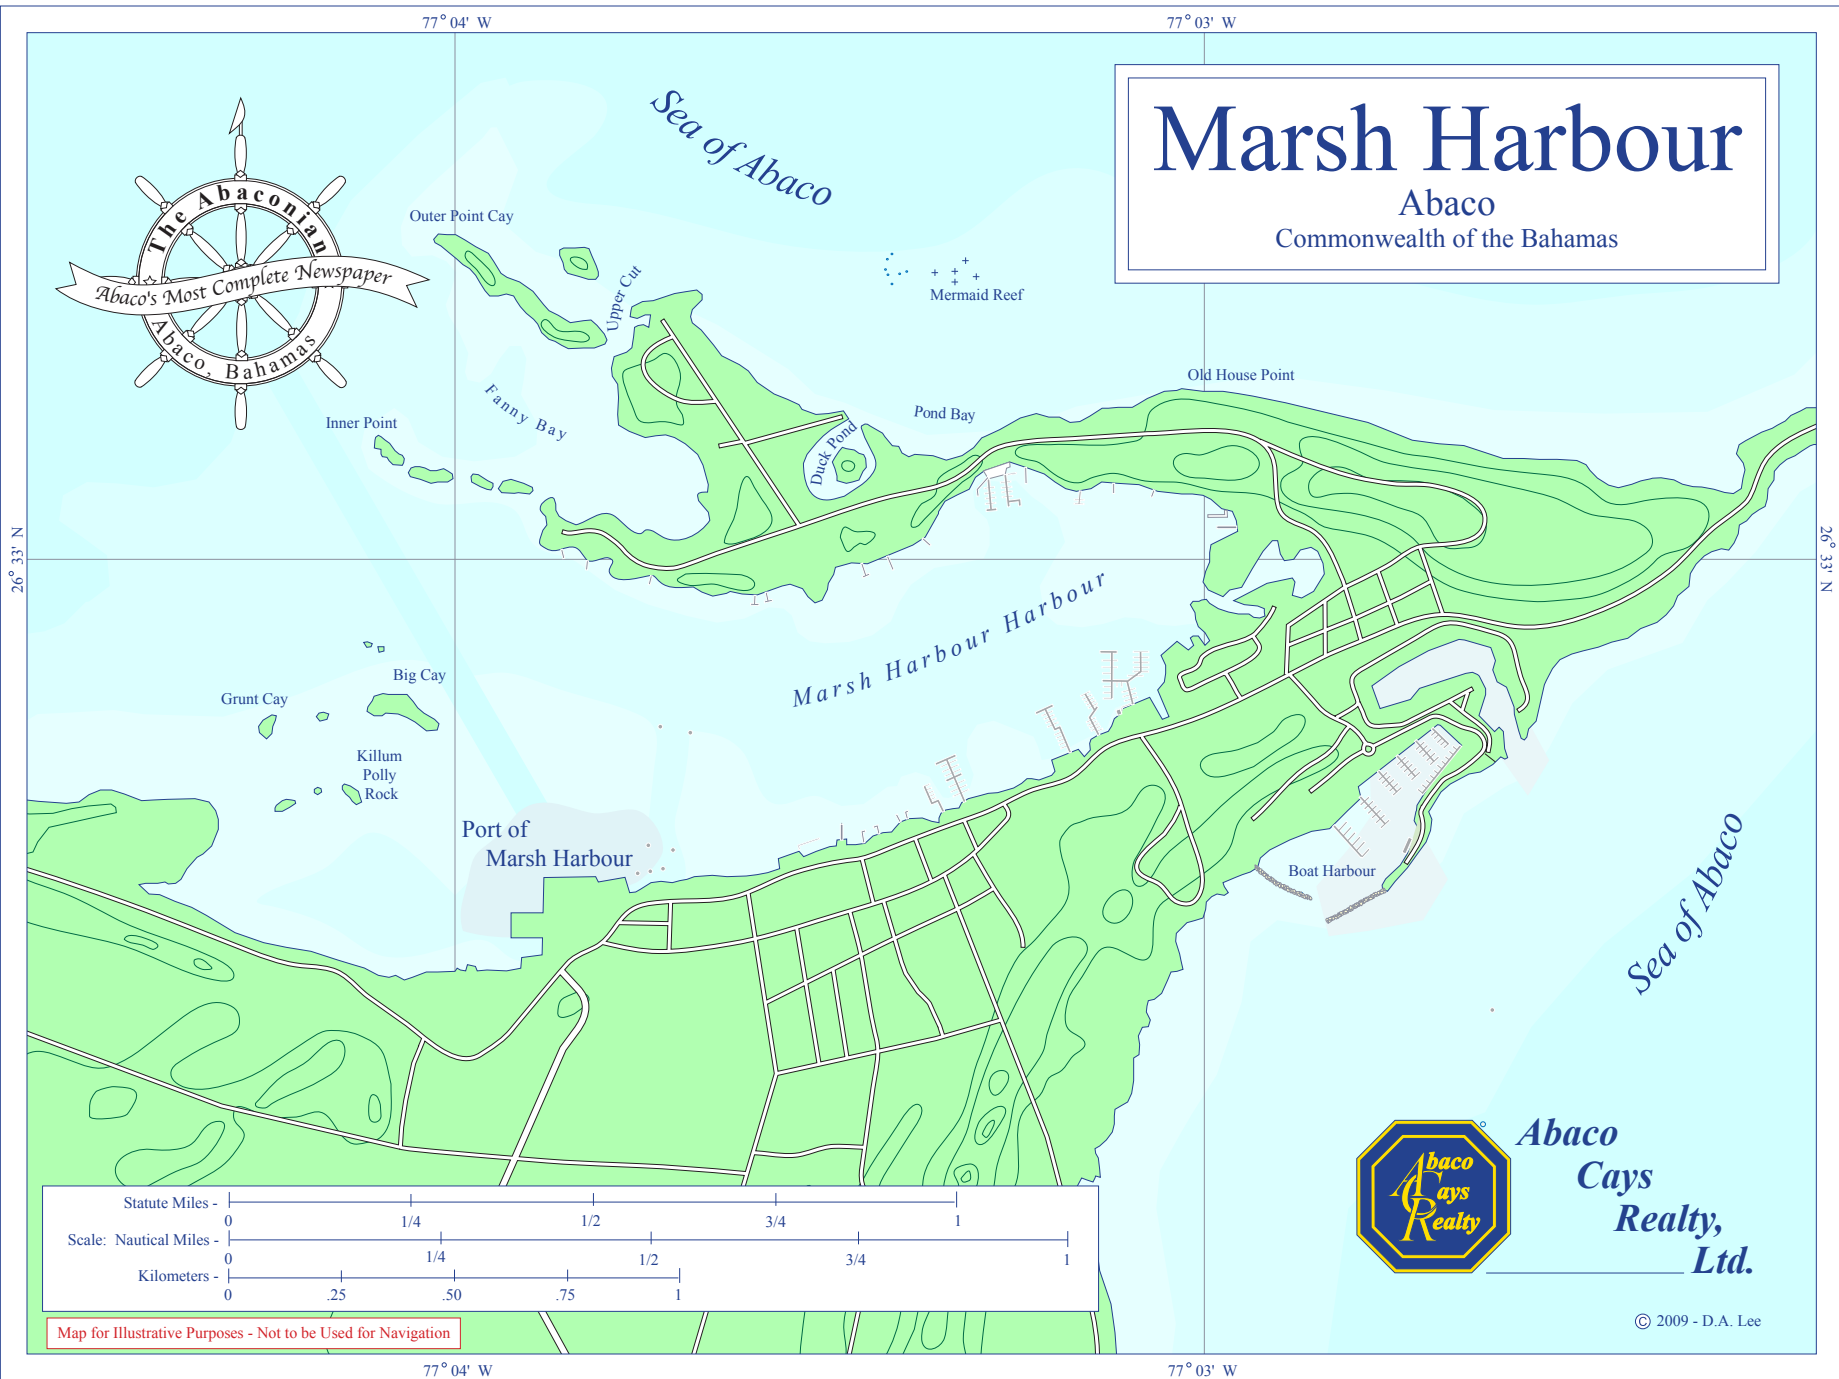 77° 04' W
77° 03' W
Marsh Harbour
Abaco
Commonwealth of the Bahamas
Sea of Abaco
The Abaconian
Abaco's Most Complete Newspaper
Abaco, Bahamas
Outer Point Cay
Upper Cut
Mermaid Reef
Fanny Bay
Inner Point
Old House Point
Pond Bay
Duck Pond
26° 33' N
26° 33' N
Marsh Harbour Harbour
Big Cay
Grunt Cay
Killum
Polly
Rock
Port of
Marsh Harbour
Boat Harbour
Sea of Abaco
Abaco
Cays
Realty
Abaco
Cays
Realty,
Ltd.
Statute Miles -
0 1/4 1/2 3/4 1
Scale: Nautical Miles -
0 1/4 1/2 3/4 1
Kilometers -
0 .25 .50 .75 1
Map for Illustrative Purposes - Not to be Used for Navigation
© 2009 - D.A. Lee
77° 04' W
77° 03' W